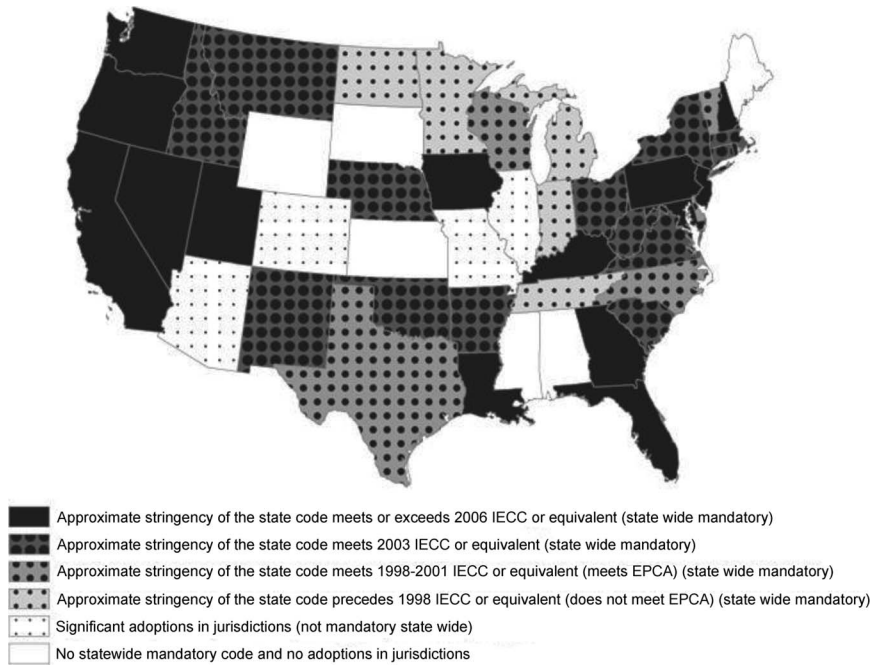 Approximate stringency of the state code meets or exceeds 2006 IECC or equivalent (state wide mandatory)
Approximate stringency of the state code meets 2003 IECC or equivalent (state wide mandatory)
Approximate stringency of the state code meets 1998-2001 IECC or equivalent (meets EPCA) (state wide mandatory)
Approximate stringency of the state code precedes 1998 IECC or equivalent (does not meet EPCA) (state wide mandatory)
Significant adoptions in jurisdictions (not mandatory state wide)
No statewide mandatory code and no adoptions in jurisdictions